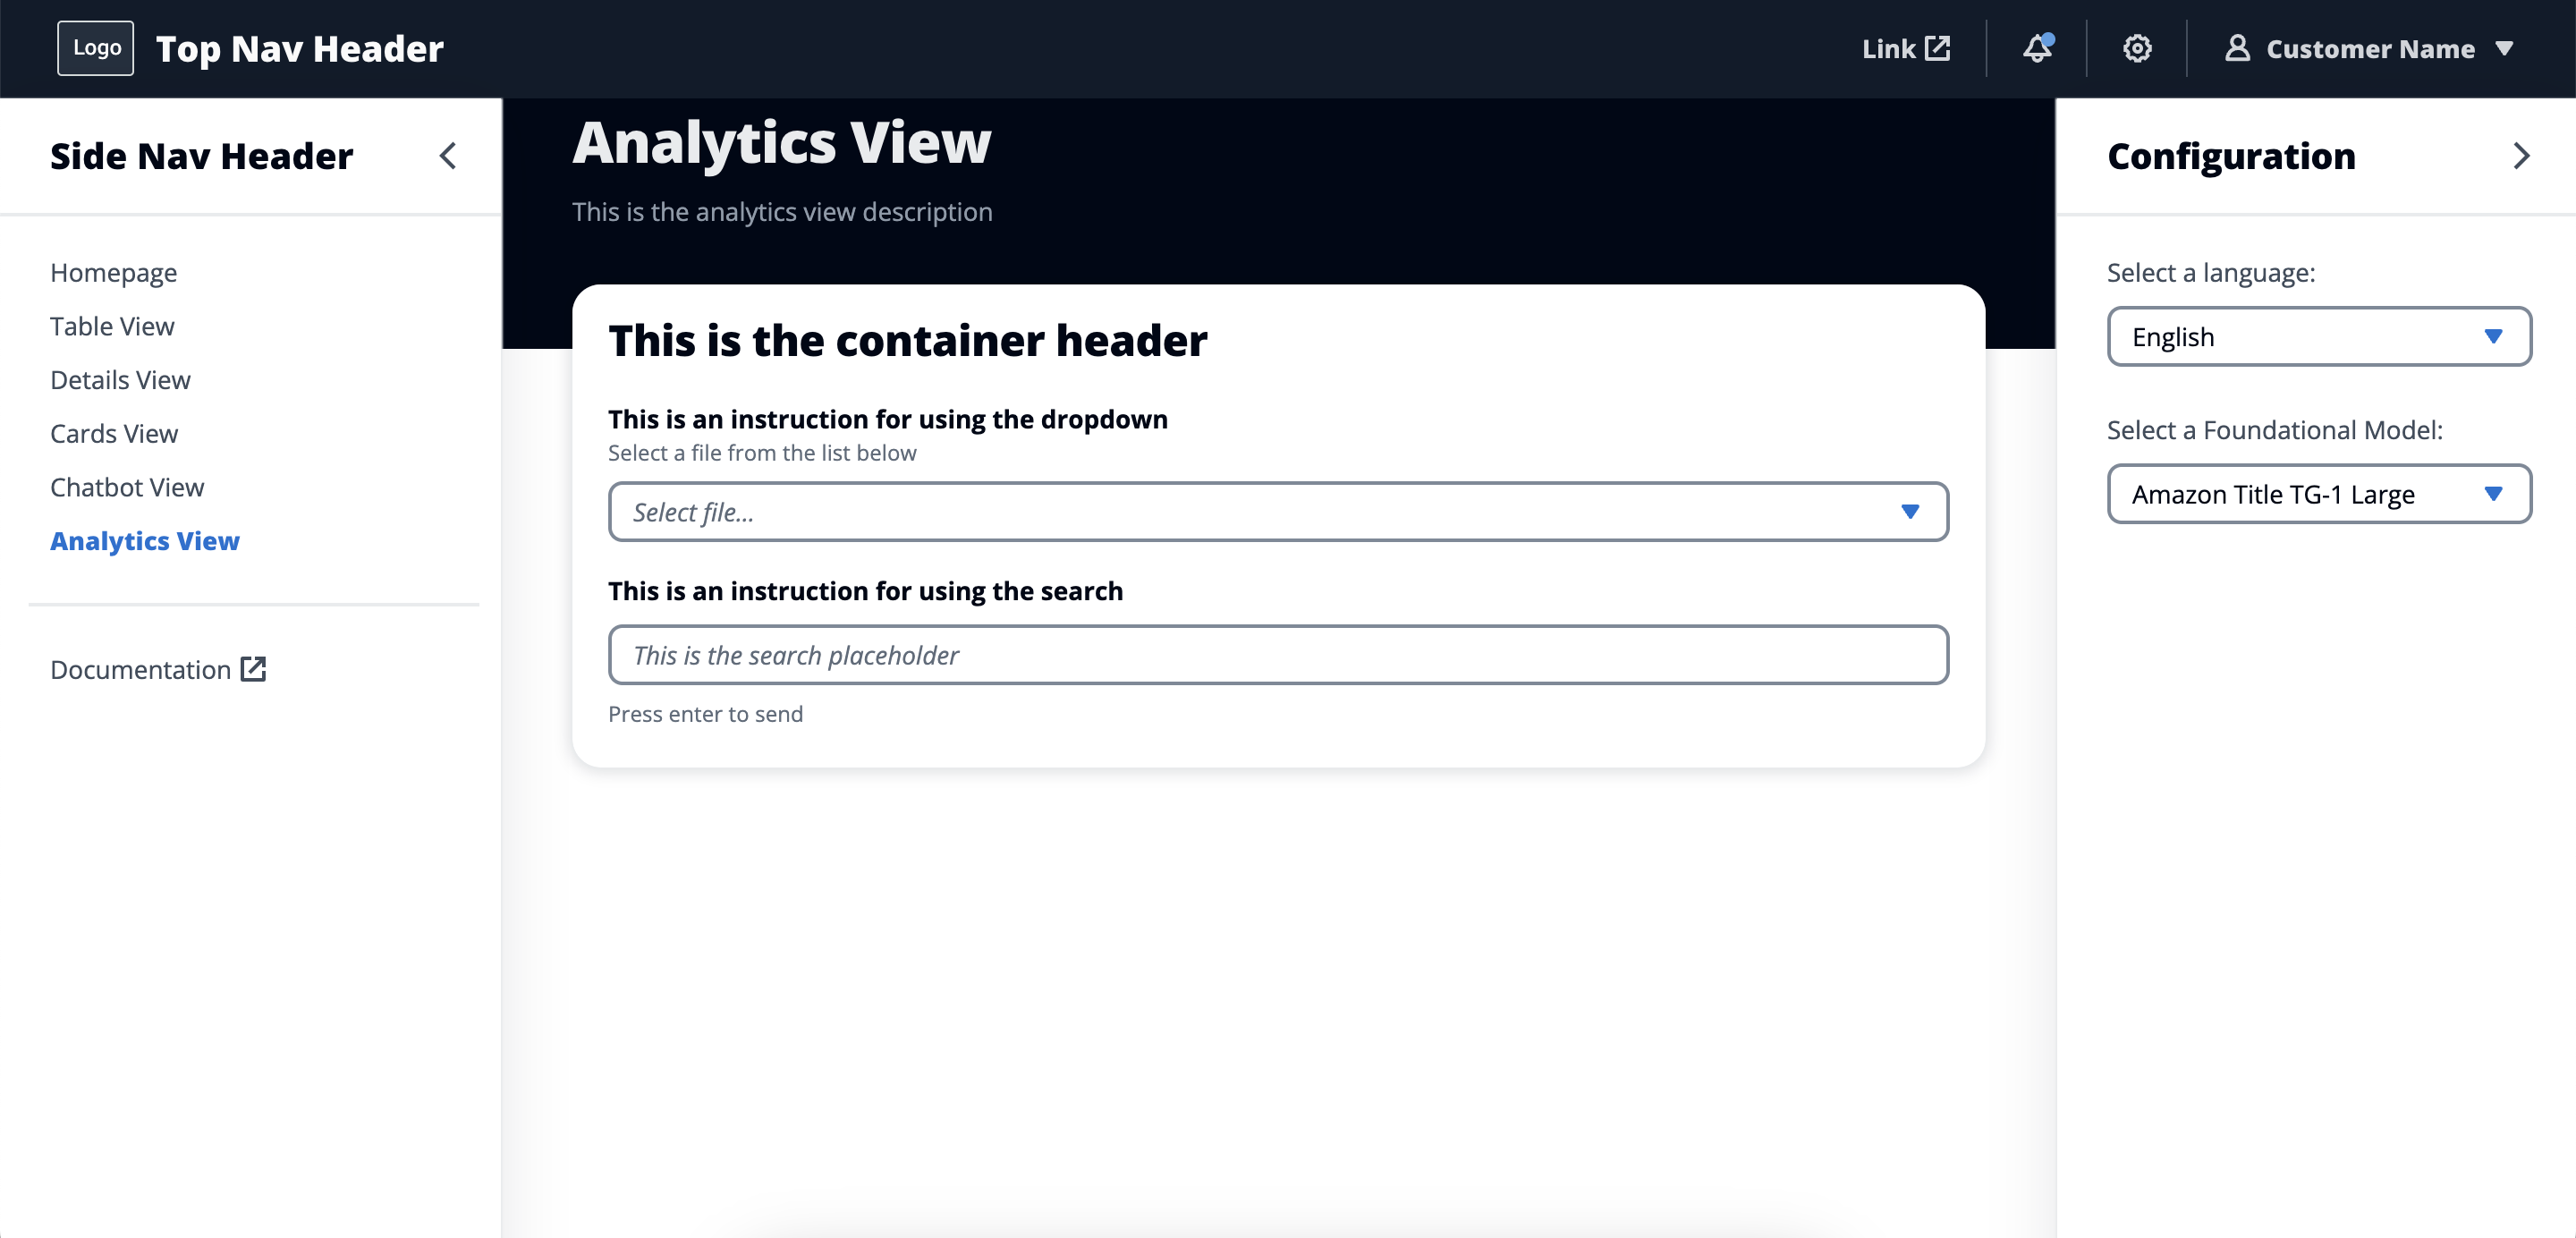 Logo
Top Nav Header
Link
Customer Name
Side Nav Header
Homepage
Table View
Details View
Cards View
Chatbot View
Analytics View
Documentation
Analytics View
This is the analytics view description
This is the container header
This is an instruction for using the dropdown
Select a file from the list below
Select file...
This is an instruction for using the search
This is the search placeholder
Press enter to send
Configuration
Select a language:
English
Select a Foundational Model:
Amazon Title TG-1 Large